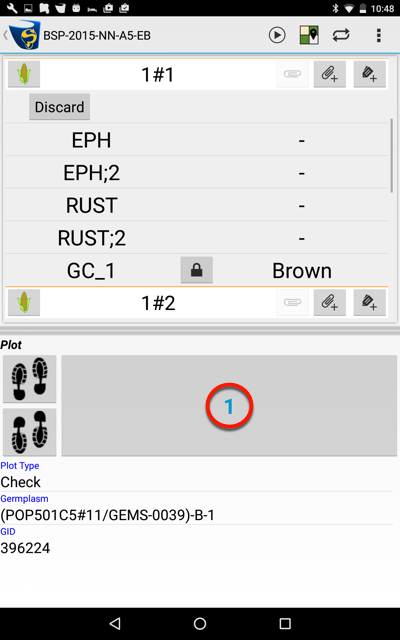 10:48
BSP-2015-NN-A5-EB
1#1
Discard
EPH -
EPH;2 -
RUST -
RUST;2 -
GC_1 Brown
1#2
Plot
1
Plot Type
Check
Germplasm
(POP501C5#11/GEMS-0039)-B-1
GID
396224